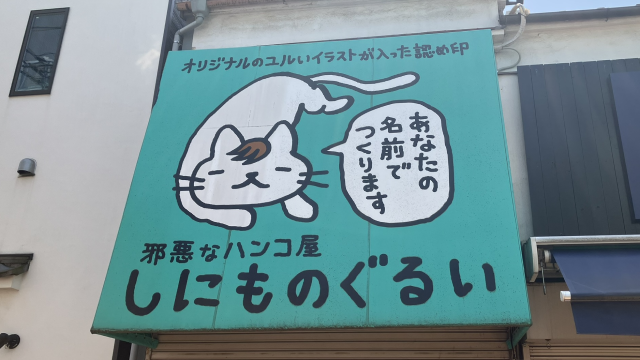 オリジナルのユルいイラストが入った認め印
あなたの
名前で
つくります
邪悪なハンコ屋
しにものぐるい